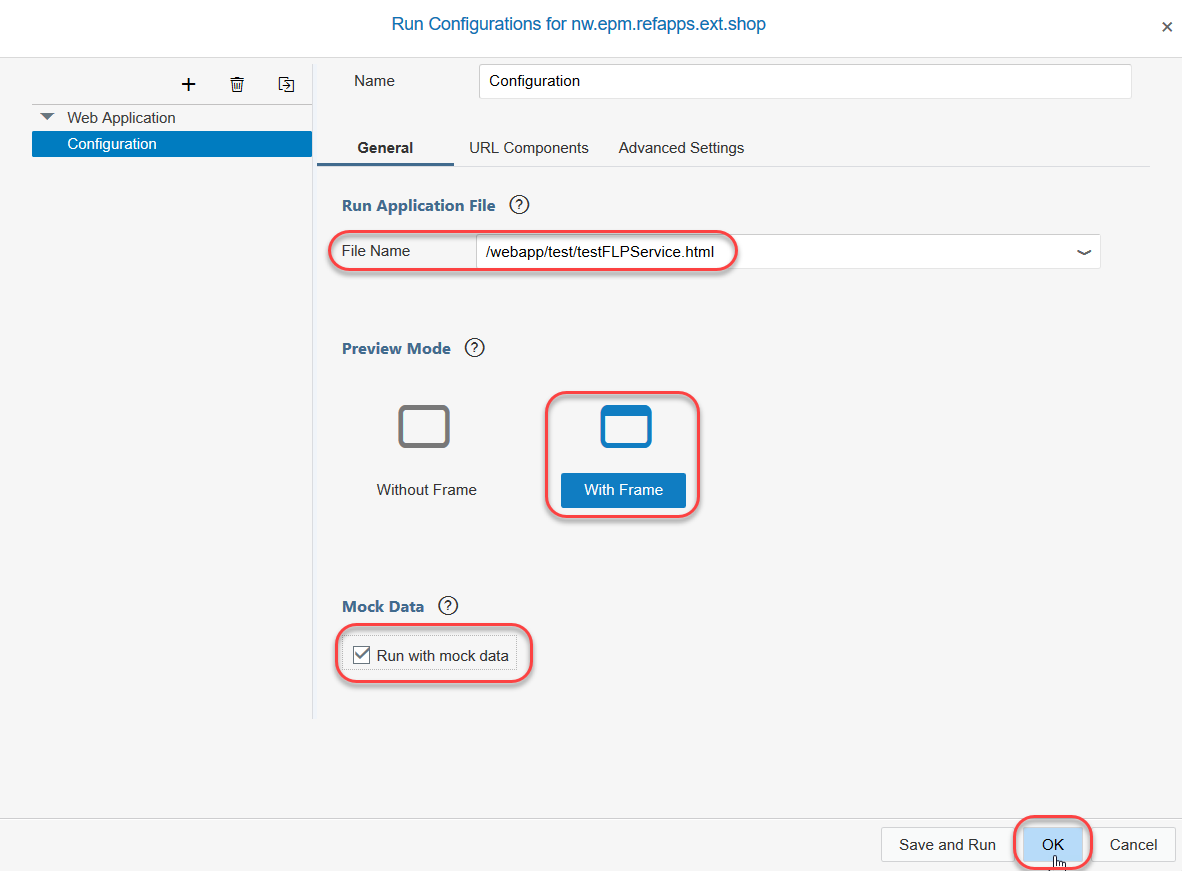 Run Configurations for nw.epm.refapps.ext.shop
Name
Configuration
Web Application
Configuration
General URL Components Advanced Settings
Run Application File ?
File Name /webapp/test/testFLPService.html
Preview Mode ?
Without Frame With Frame
Mock Data ?
Run with mock data
Save and Run OK Cancel